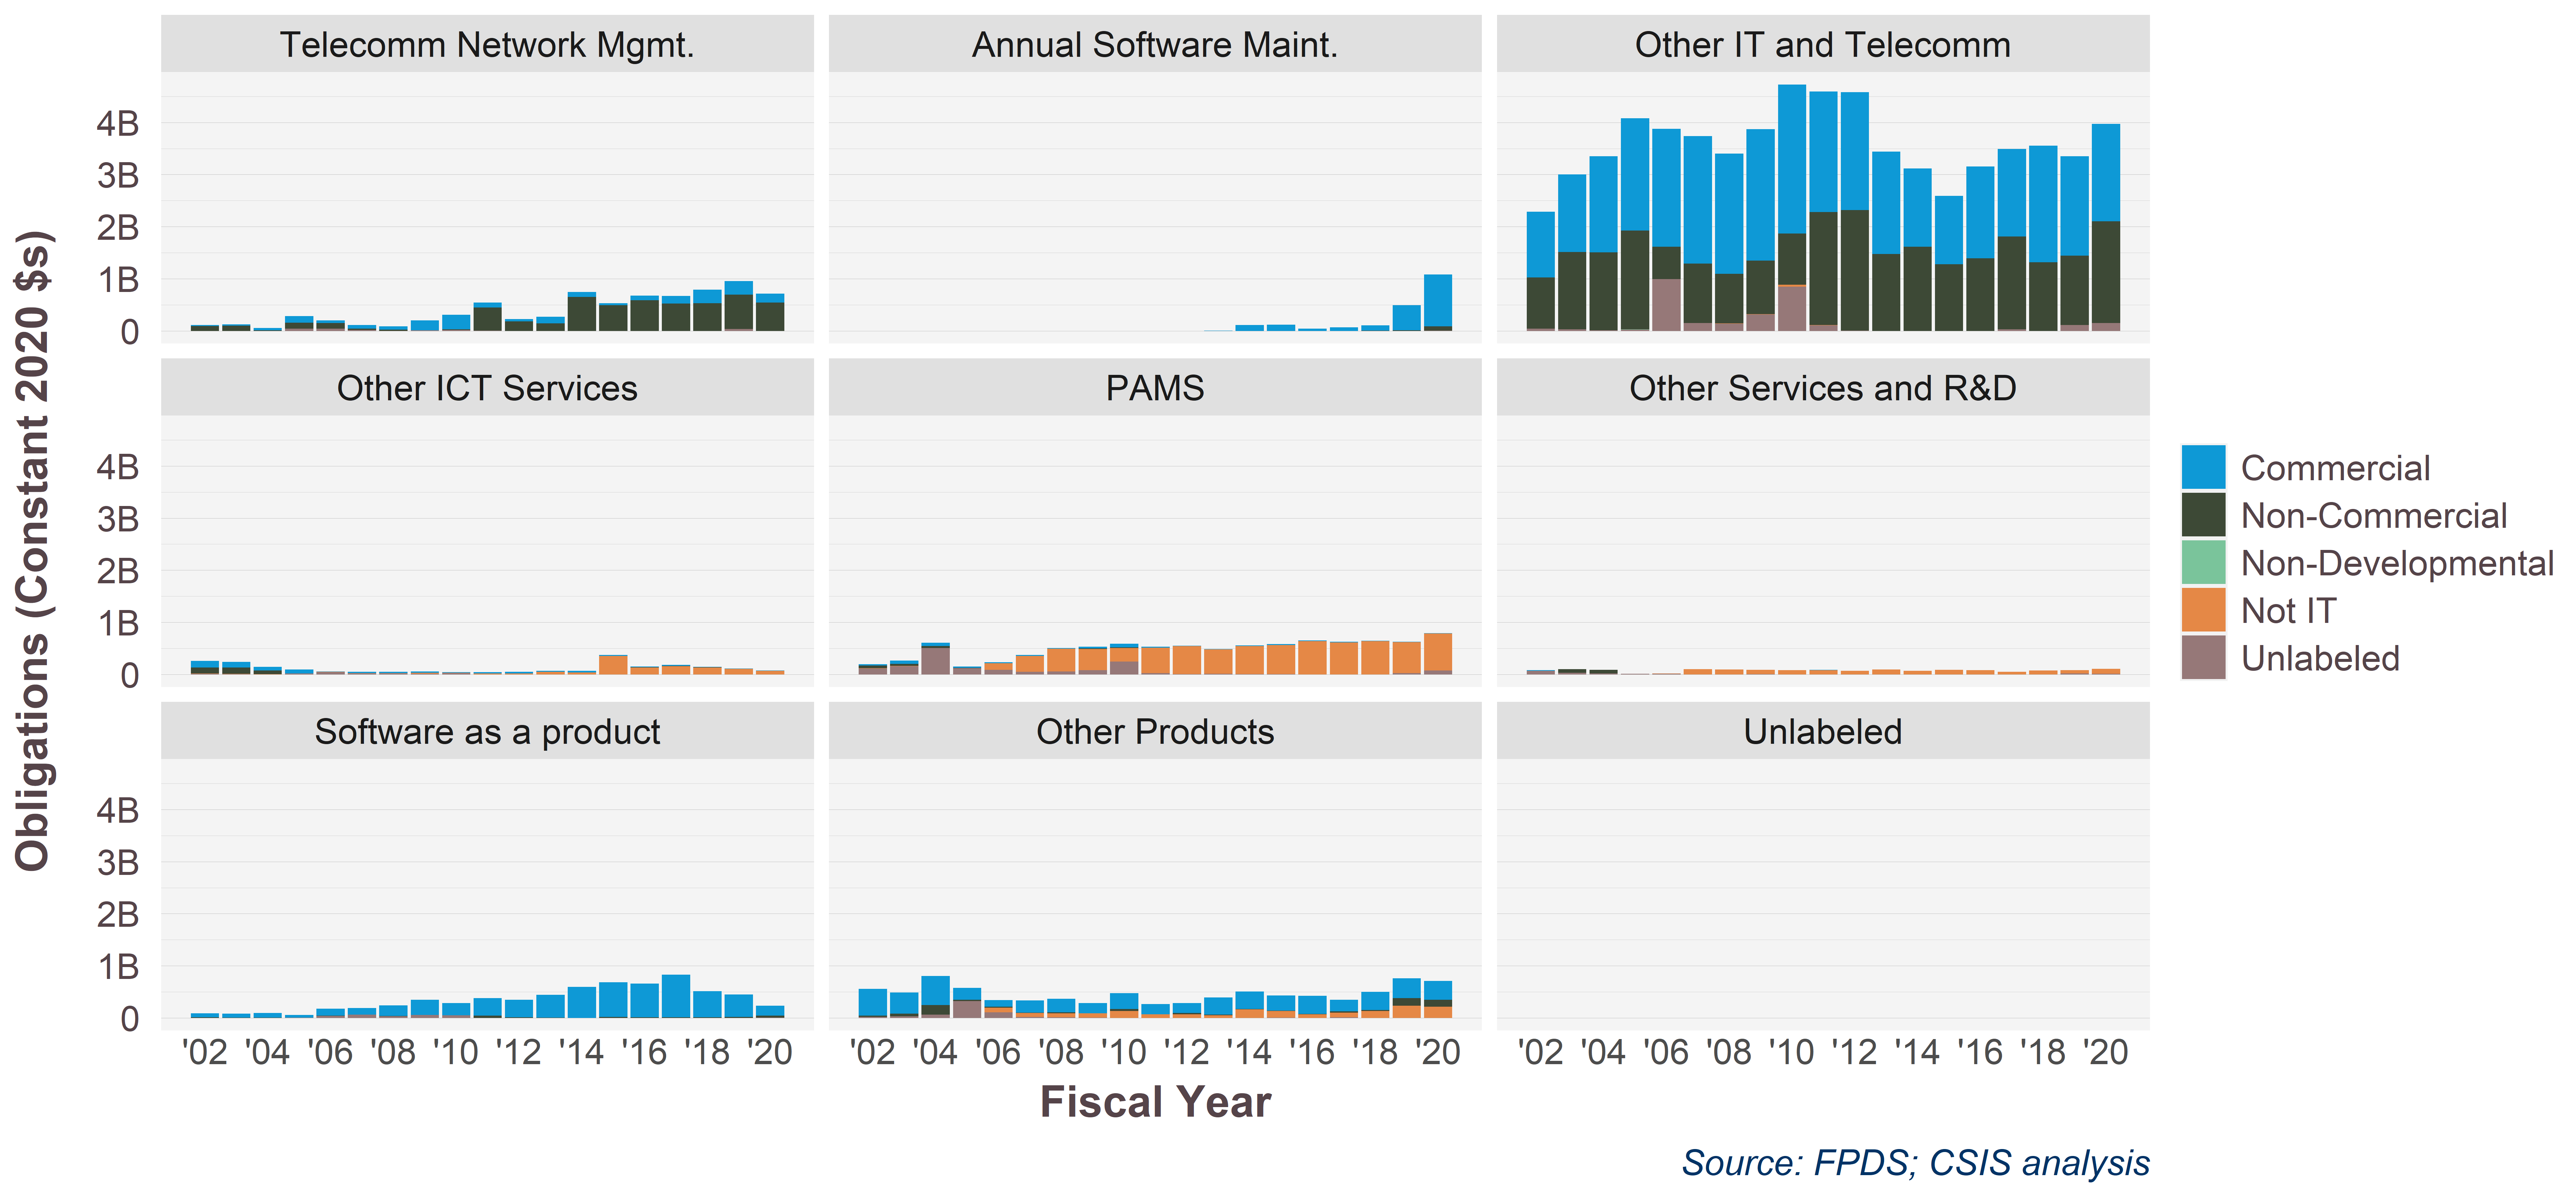 Telecomm Network Mgmt.
Annual Software Maint.
Other IT and Telecomm
4B
3B
2B
1B
0
Other ICT Services
PAMS
Other Services and R&D
4B
3B
2B
1B
0
Software as a product
Other Products
Unlabeled
4B
3B
2B
1B
0
'02 '04 '06 '08 '10 '12 '14 '16 '18 '20
'02 '04 '06 '08 '10 '12 '14 '16 '18 '20
'02 '04 '06 '08 '10 '12 '14 '16 '18 '20
Obligations (Constant 2020 $s)
Fiscal Year
Commercial
Non-Commercial
Non-Developmental
Not IT
Unlabeled
Source: FPDS; CSIS analysis